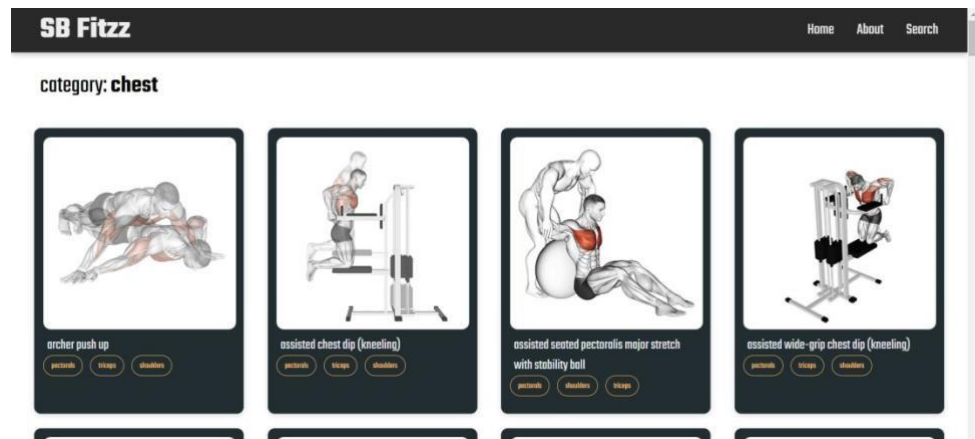 SB Fitzz
Home About Search
category: chest
archer push up
pectorals triceps shoulders
assisted chest dip (kneeling)
pectorals triceps shoulders
assisted seated pectoralis major stretch
with stability ball
pectorals shoulders triceps
assisted wide-grip chest dip (kneeling)
pectorals triceps shoulders